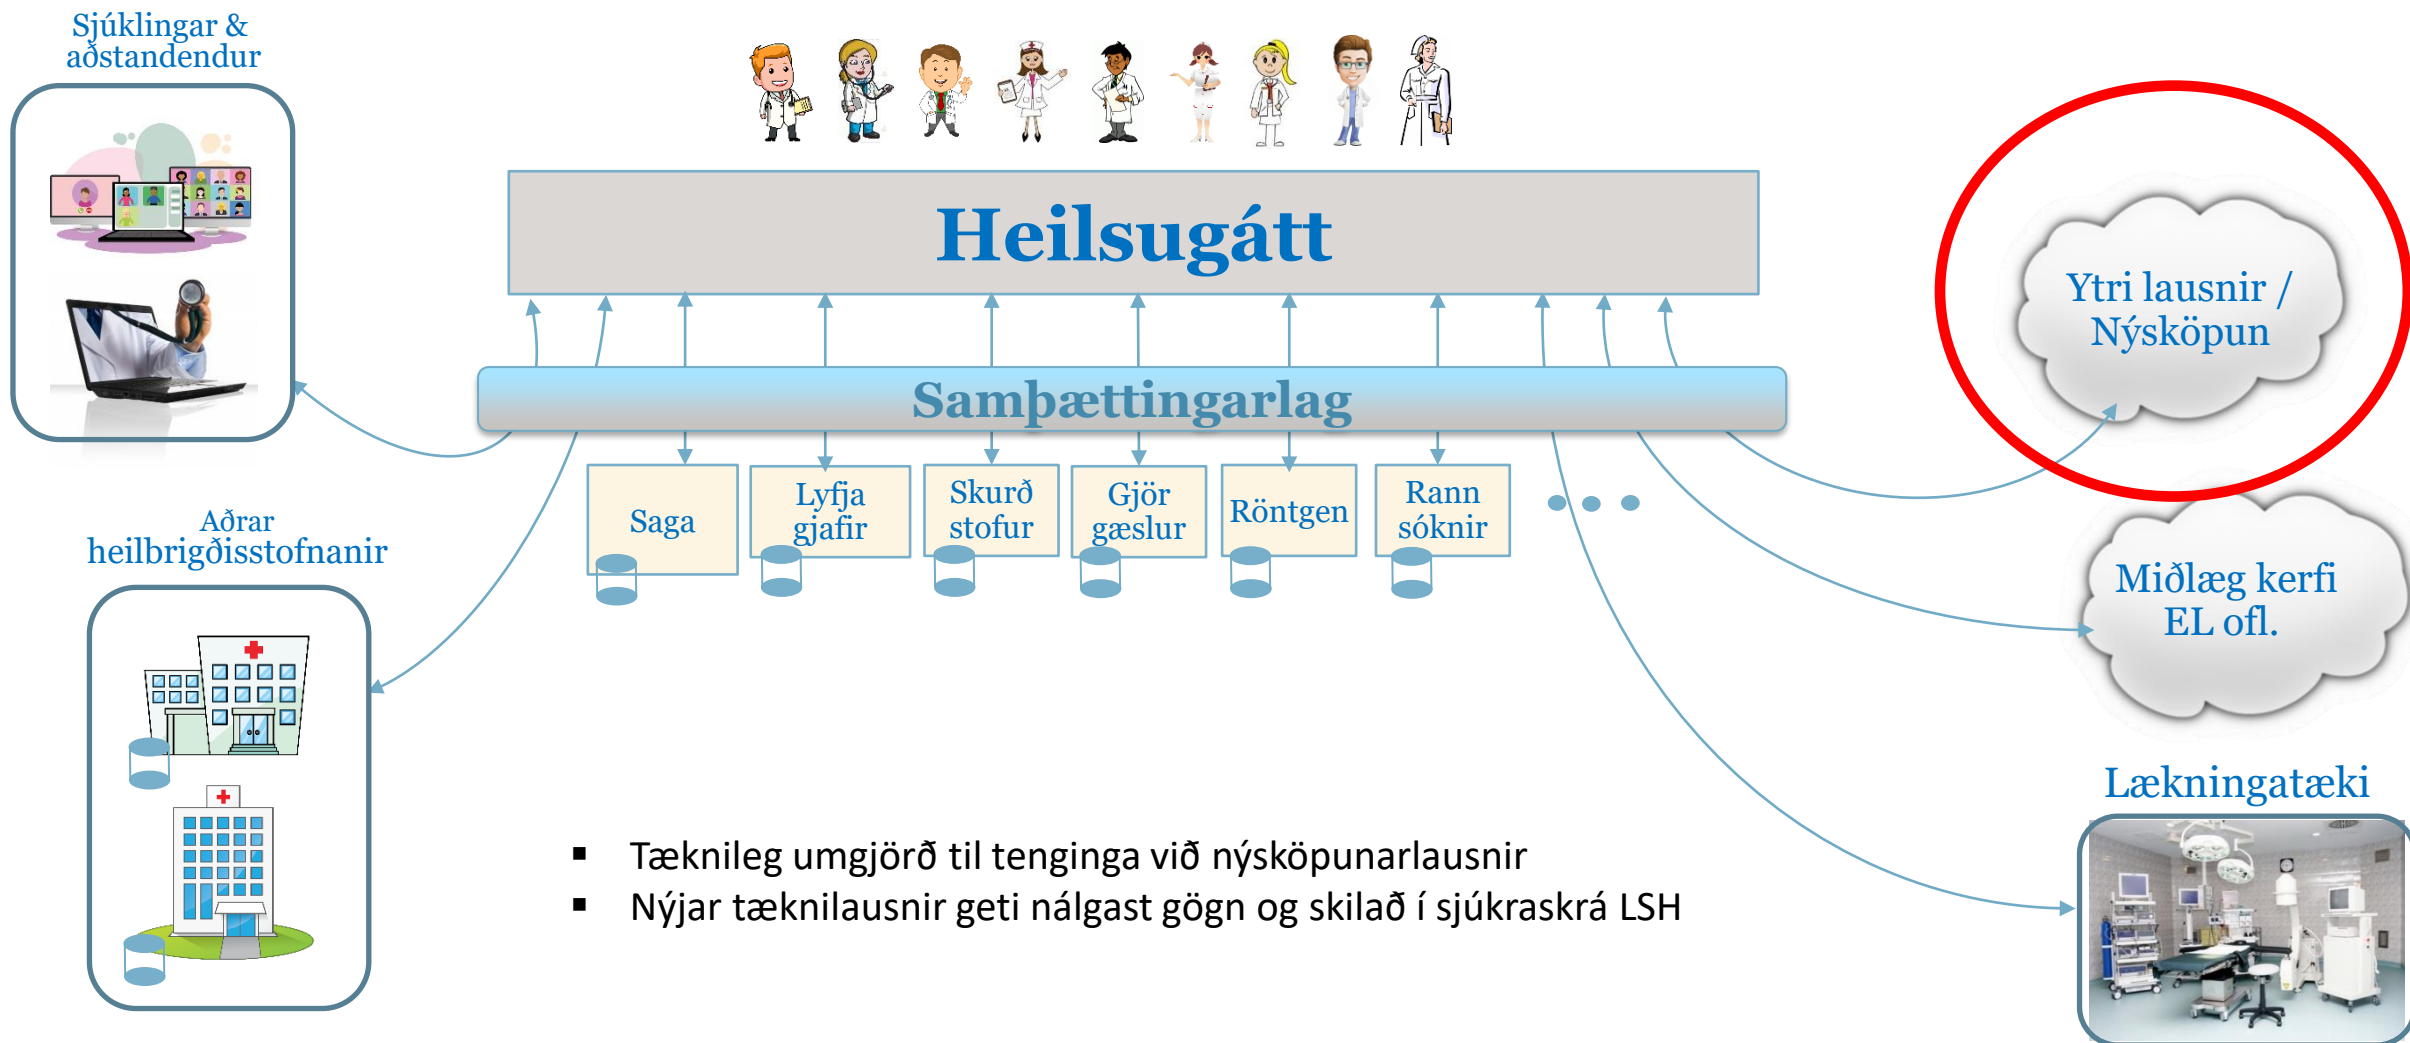 Sjúklingar &
aðstandendur
Heilsugátt
Ytri lausnir /
Nýsköpun
Samþættingarlag
Saga
Lyfja
gjafir
Skurð
stofur
Gjör
gæslur
Röntgen
Rann
sóknir
Aðrar
heilbrigðisstofnanir
Miðlæg kerfi
EL ofl.
Lækningatæki
▪ Tæknileg umgjörð til tenginga við nýsköpunarlausnir
▪ Nýjar tæknilausnir geti nálgast gögn og skilað í sjúkraskrá LSH